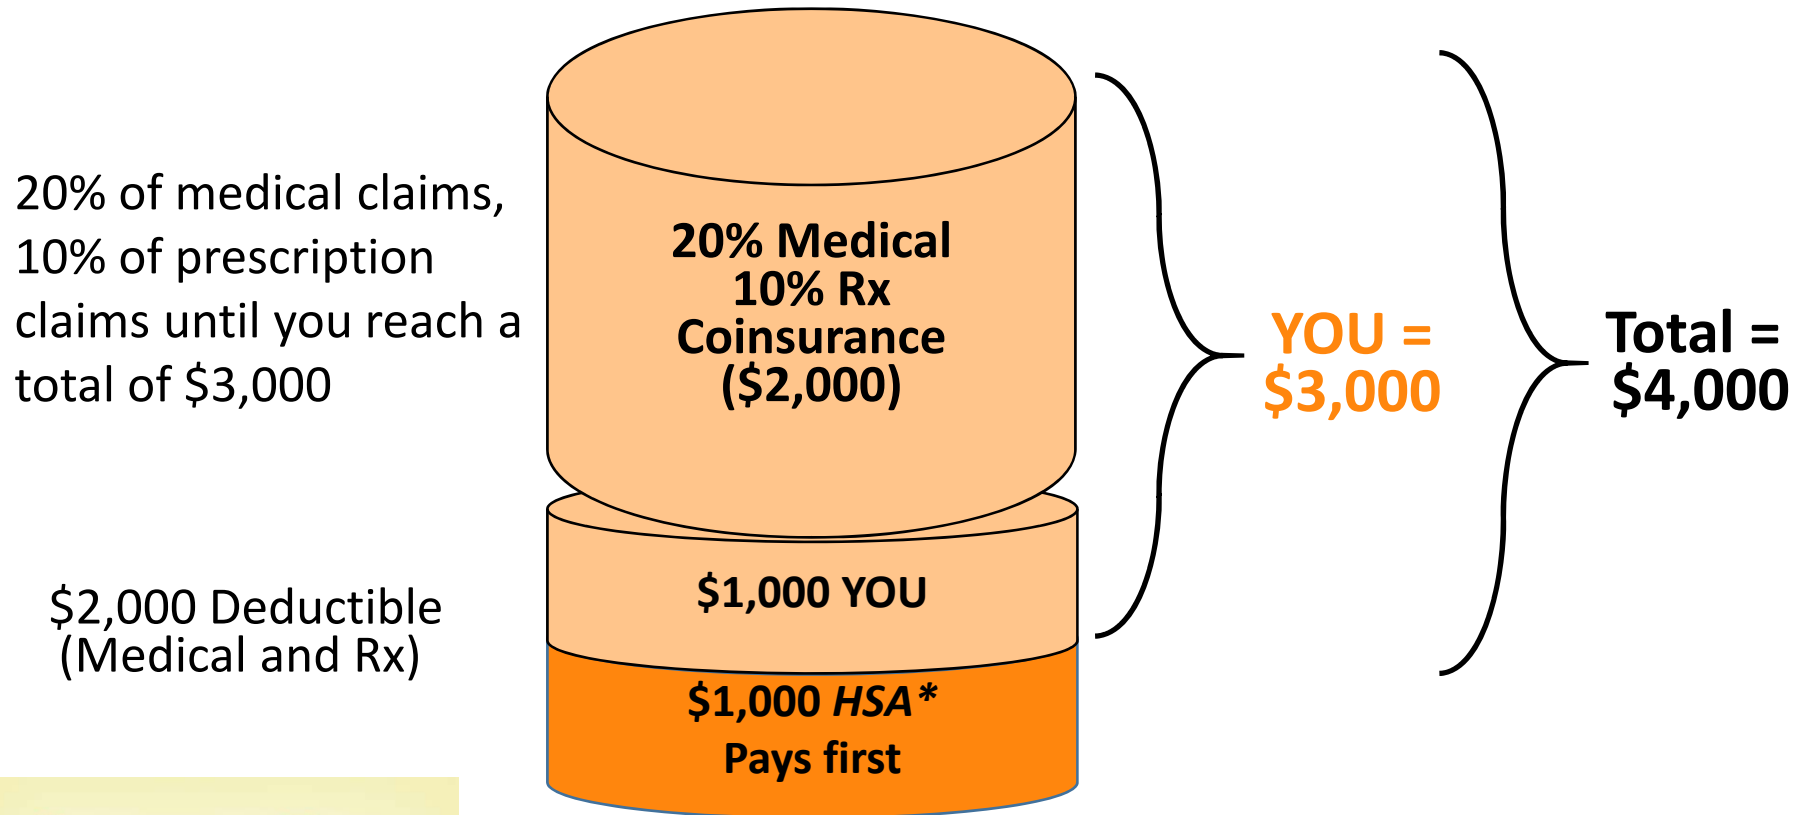 20% of medical claims,
10% of prescription
claims until you reach a
total of $3,000
$2,000 Deductible
(Medical and Rx)
20% Medical
10% Rx
Coinsurance
($2,000)
$1,000 YOU
$1,000 HSA*
Pays first
YOU =
$3,000
Total =
$4,000